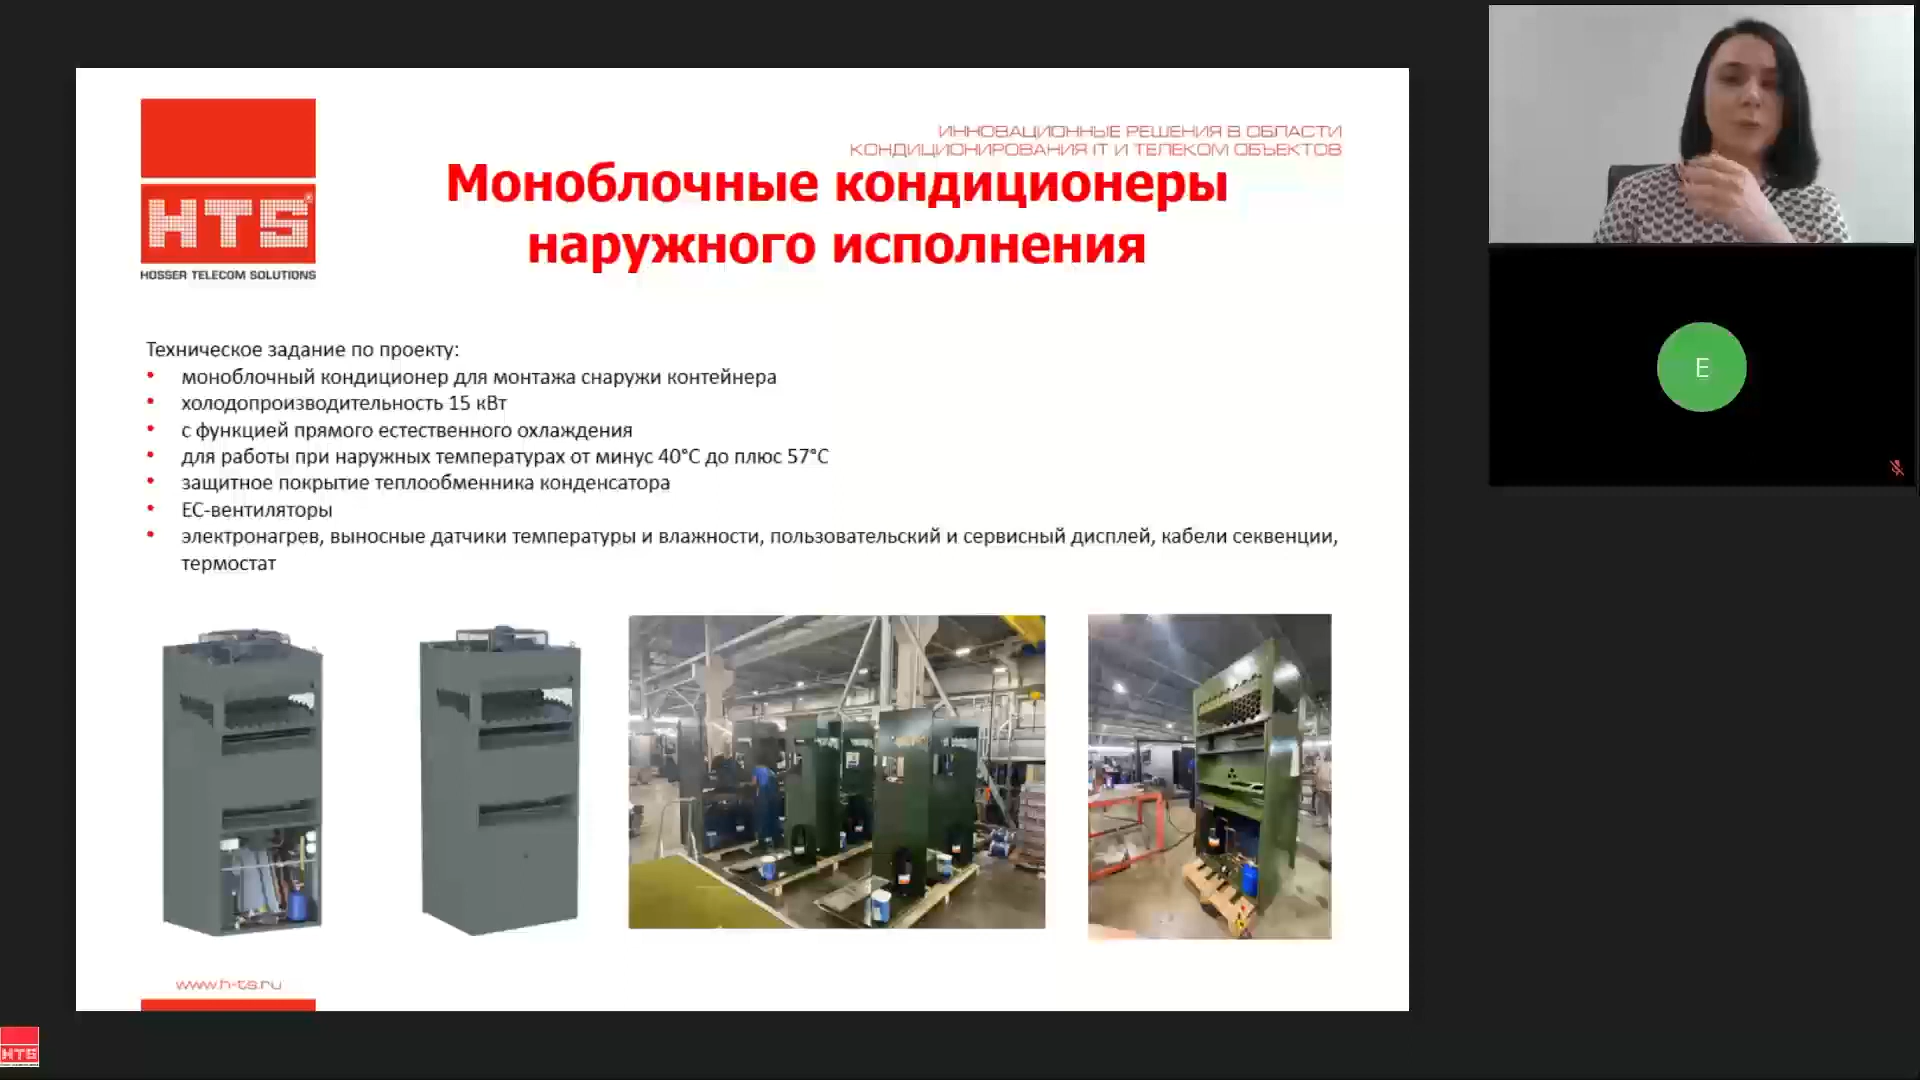 ИННОВАЦИОННЫЕ РЕШЕНИЯ В ОБЛАСТИ
КОНДИЦИОНИРОВАНИЯ IT И ТЕЛЕКОМ ОБЪЕКТОВ
Моноблочные кондиционеры
наружного исполнения
HTS®
HOSSER TELECOM SOLUTIONS
Техническое задание по проекту:
• моноблочный кондиционер для монтажа снаружи контейнера
• холодопроизводительность 15 кВт
• с функцией прямого естественного охлаждения
• для работы при наружных температурах от минус 40°С до плюс 57°С
• защитное покрытие теплообменника конденсатора
• ЕС-вентиляторы
• электронагрев, выносные датчики температуры и влажности, пользовательский и сервисный дисплей, кабели секвенции,
термостат
www.h-ts.ru
E
HTS